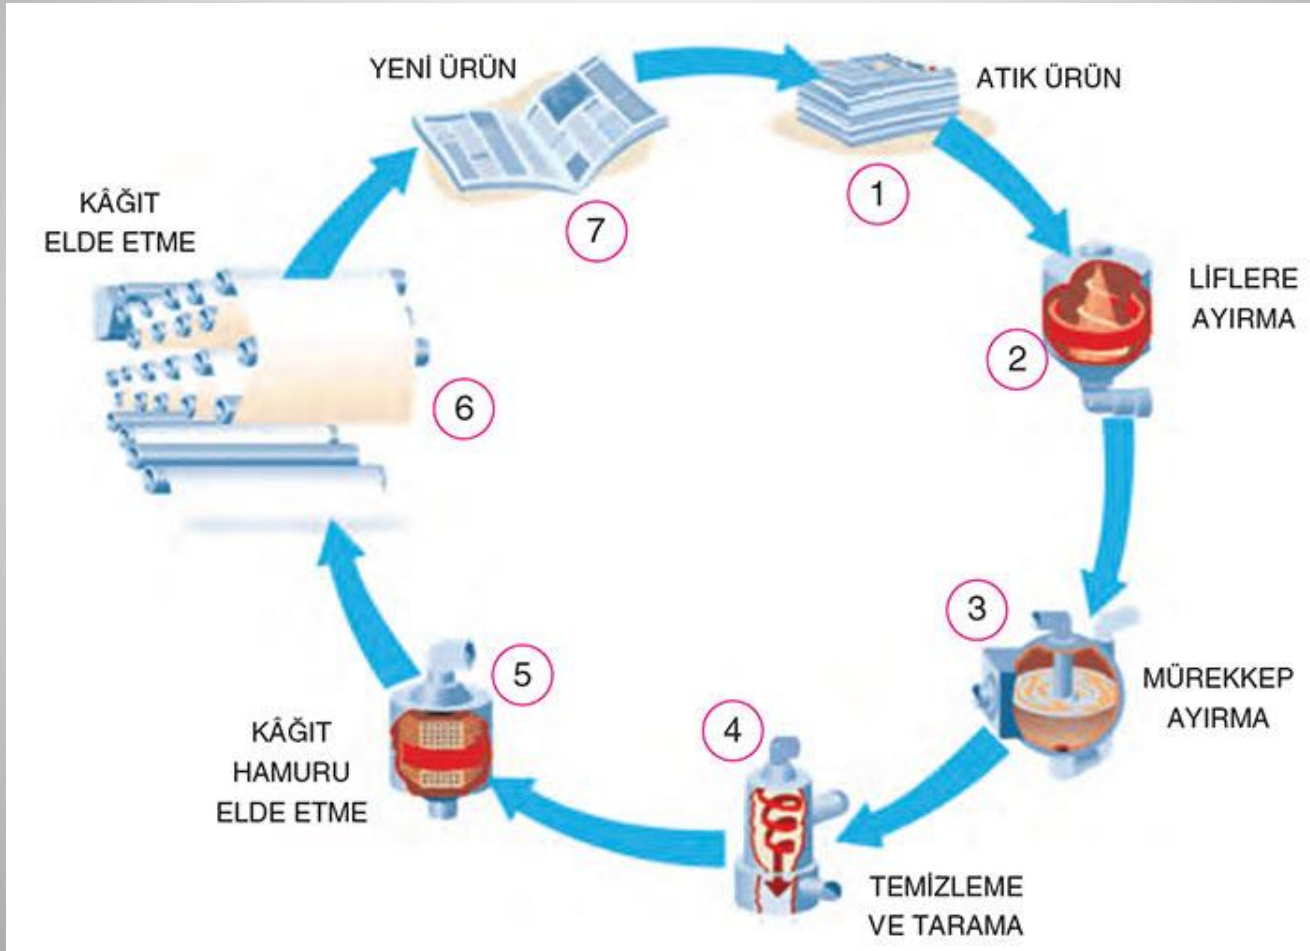 YENİ ÜRÜN
ATIK ÜRÜN
1
7
KÂĞIT
ELDE ETME
LİFLERE
AYIRMA
2
6
3
MÜREKKEP
AYIRMA
5
4
KÂĞIT
HAMURU
ELDE ETME
TEMİZLEME
VE TARAMA